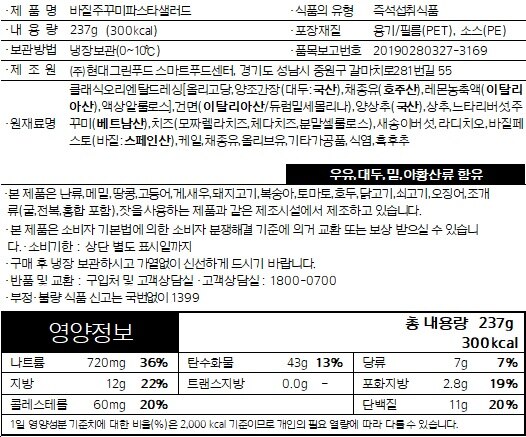 ·제 품 명 바질주꾸미파스타샐러드 ·식품의 유형 즉석섭취식품
·내 용 량 237g (300kcal) ·포장재질 용기/필름(PET), 소스(PE)
·보관방법 냉장보관(0~10℃) ·품목보고번호 20190280327-3169
·제 조 원 (주)현대그린푸드 스마트푸드센터, 경기도 성남시 중원구 갈마치로281번길 55
·원재료명 클래식오리엔탈드레싱[올리고당,양조간장(대두:국산),채종유(호주산),레몬농축액(이탈리
아산),액상알룰로스],건면(이탈리아산/듀럼밀세몰리나),양상추(국산),상추,느타리버섯,주
꾸미(베트남산),치즈(모짜렐라치즈,체다치즈,분말셀룰로스),새송이버섯,라디치오,바질페
스토(바질:스페인산),케일,채종유,올리브유,기타가공품,식염,흑후추
우유,대두,밀,아황산류 함유
·본 제품은 난류,메밀,땅콩,고등어,게,새우,돼지고기,복숭아,토마토,호두,닭고기,쇠고기,오징어,조개
류(굴,전복,홍합 포함),잣을 사용하는 제품과 같은 제조시설에서 제조하고 있습니다.
·본 제품은 소비자 기본법에 의한 소비자 분쟁해결 기준에 의거 교환 또는 보상 받으실 수 있습니
다. ·소비기한 : 상단 별도 표시일까지
·구매 후 냉장 보관하시고 가열없이 신선하게 드시기 바랍니다.
·반품 및 교환 : 구입처 및 고객상담실 ·고객상담실 : 1800-0700
·부정·불량 식품 신고는 국번없이 1399
영양정보 총 내용량 237g
300kcal
나트륨 720mg 36% 탄수화물 43g 13% 당류 7g 7%
지방 12g 22% 트랜스지방 0.0g - 포화지방 2.8g 19%
콜레스테롤 60mg 20% 단백질 11g 20%
1일 영양성분 기준치에 대한 비율(%)은 2,000 kcal 기준이므로 개인의 필요 열량에 따라 다를 수 있습니다.